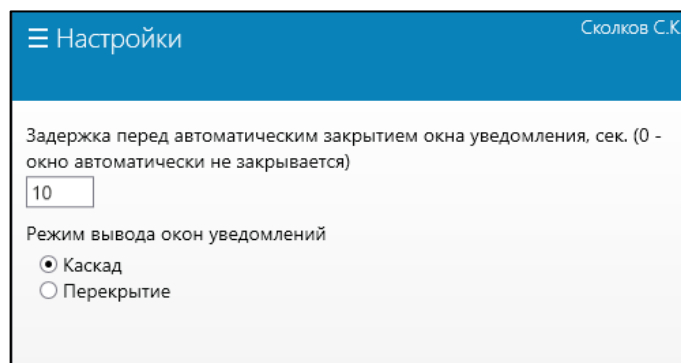 Настройки
Сколков С.К
Задержка перед автоматическим закрытием окна уведомления, сек. (0 -
окно автоматически не закрывается)
10
Режим вывода окон уведомлений
Каскад
Перекрытие